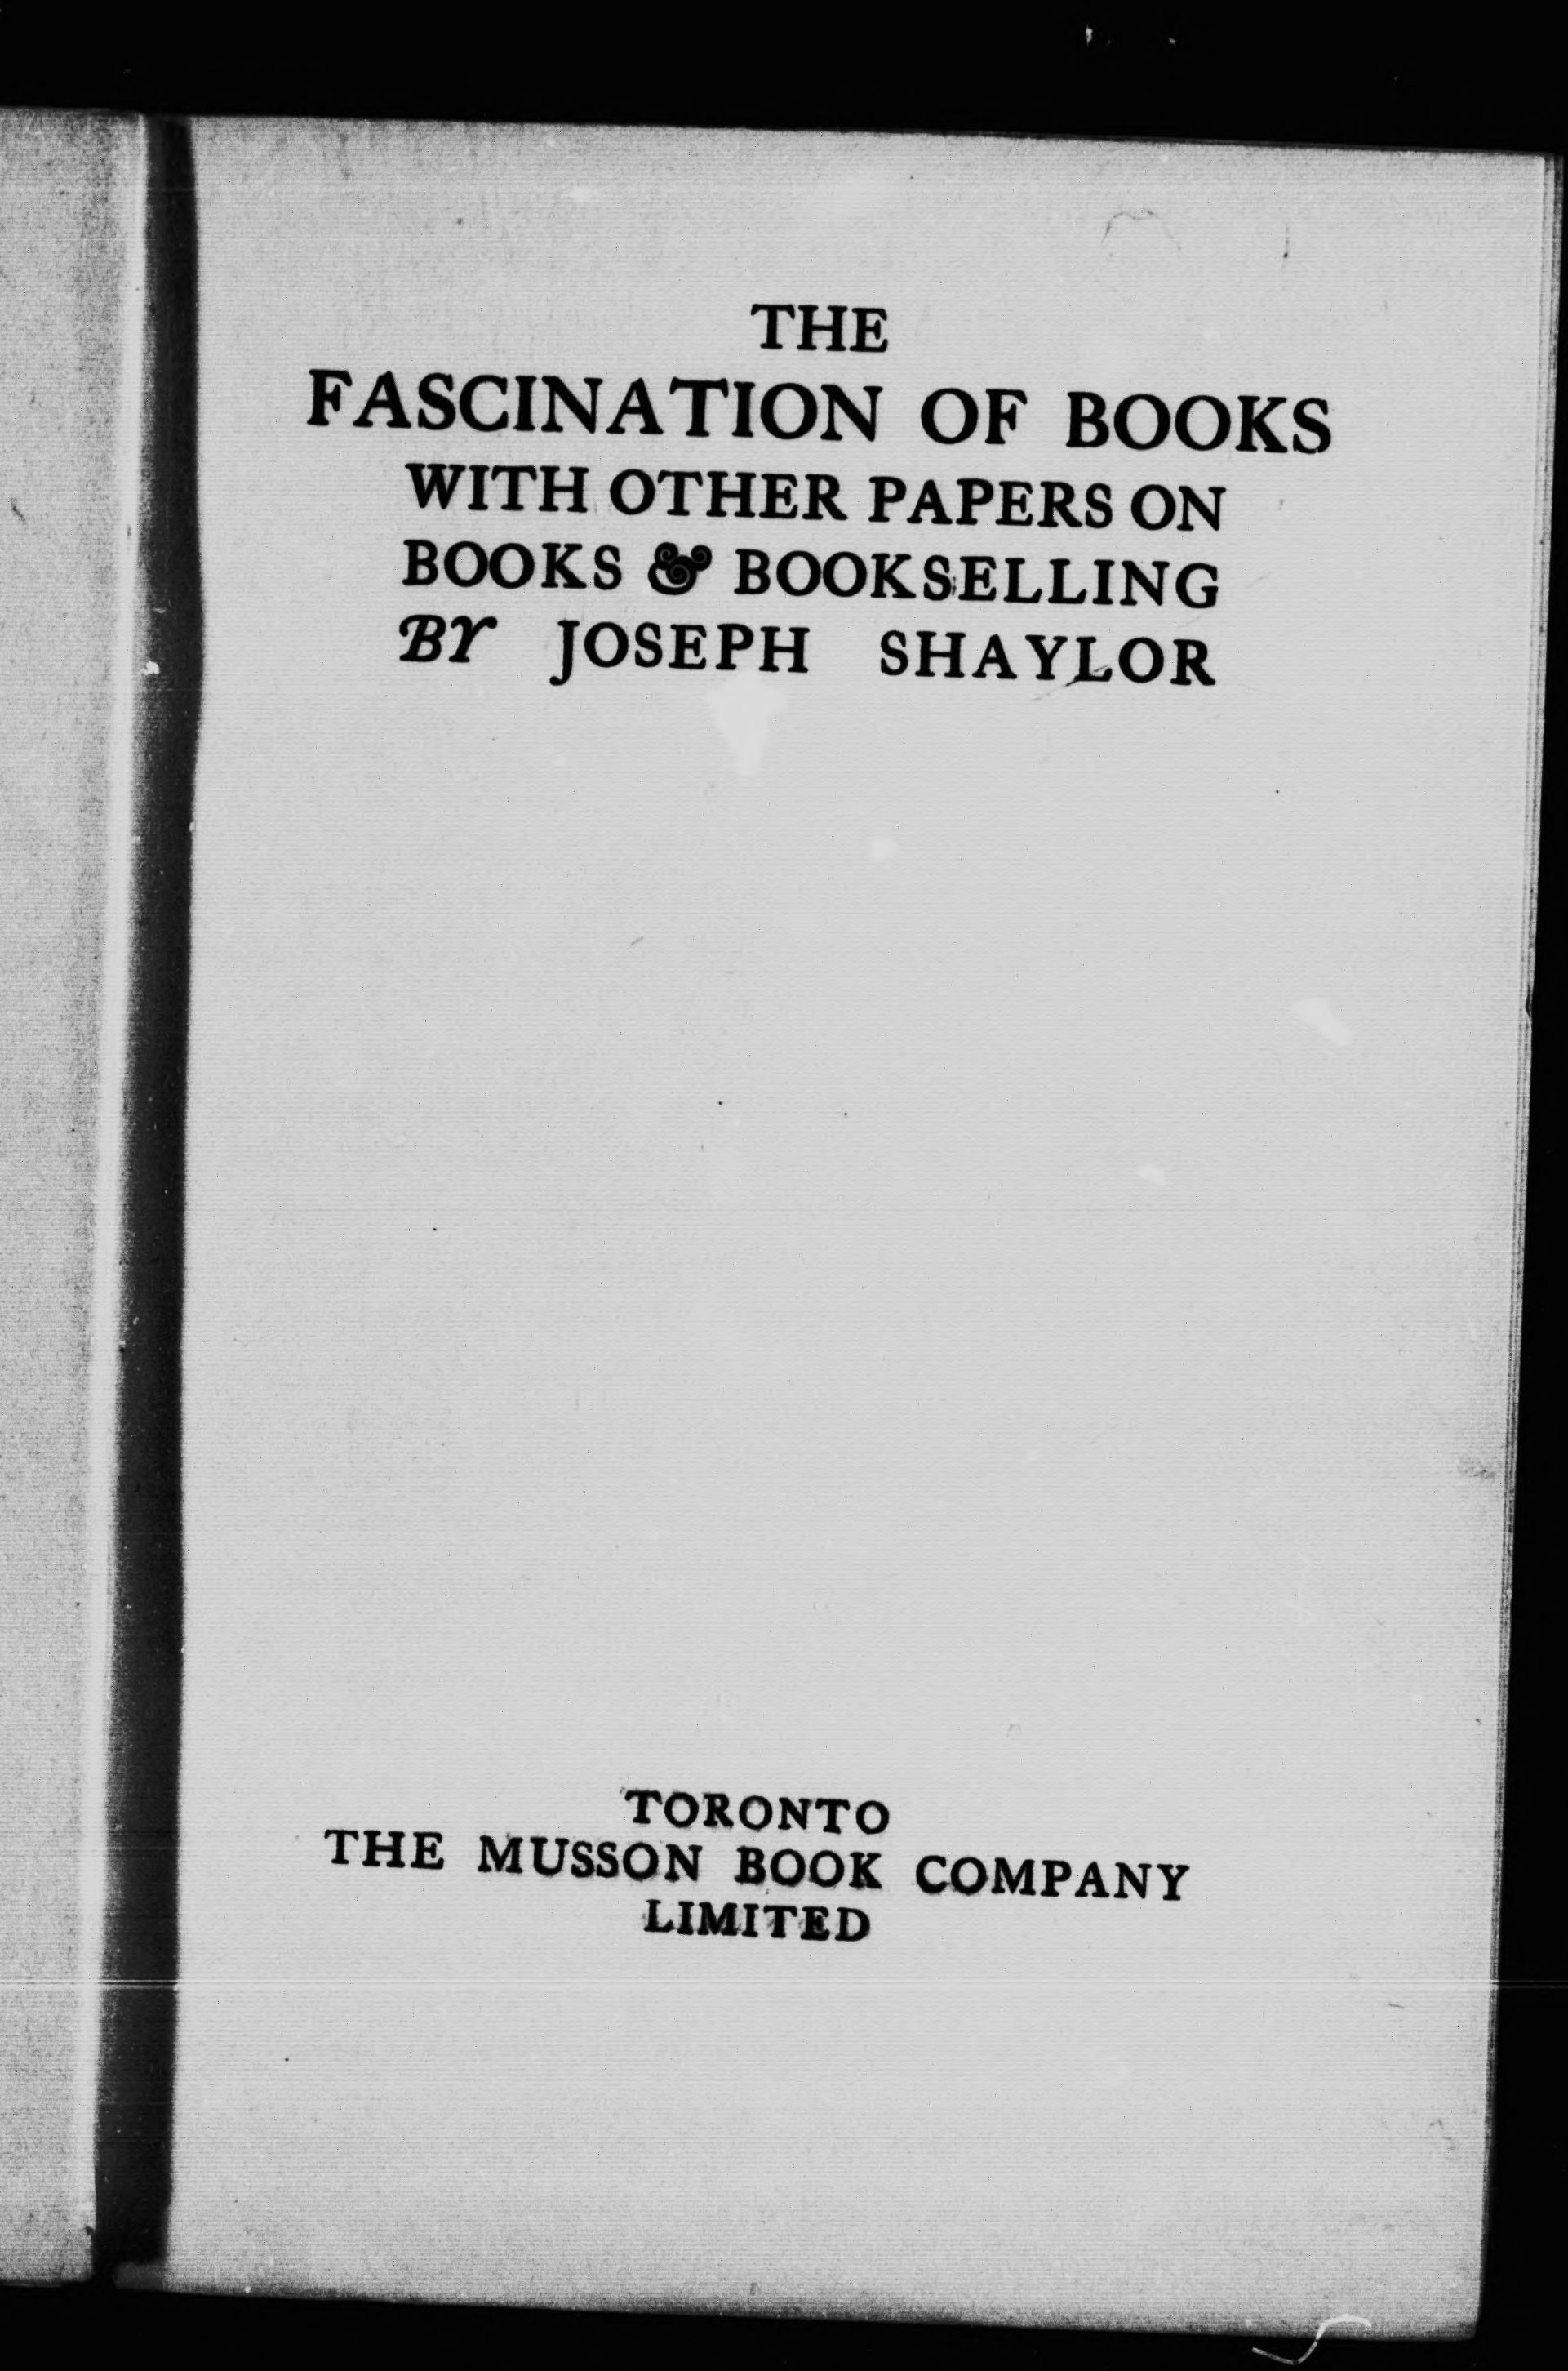 THE
FASCINATION OF BOOKS
WITH OTHER PAPERS ON
BOOKS & BOOKSELLING
BY JOSEPH SHAYLOR
TORONTO
THE MUSSON BOOK COMPANY
LIMITED